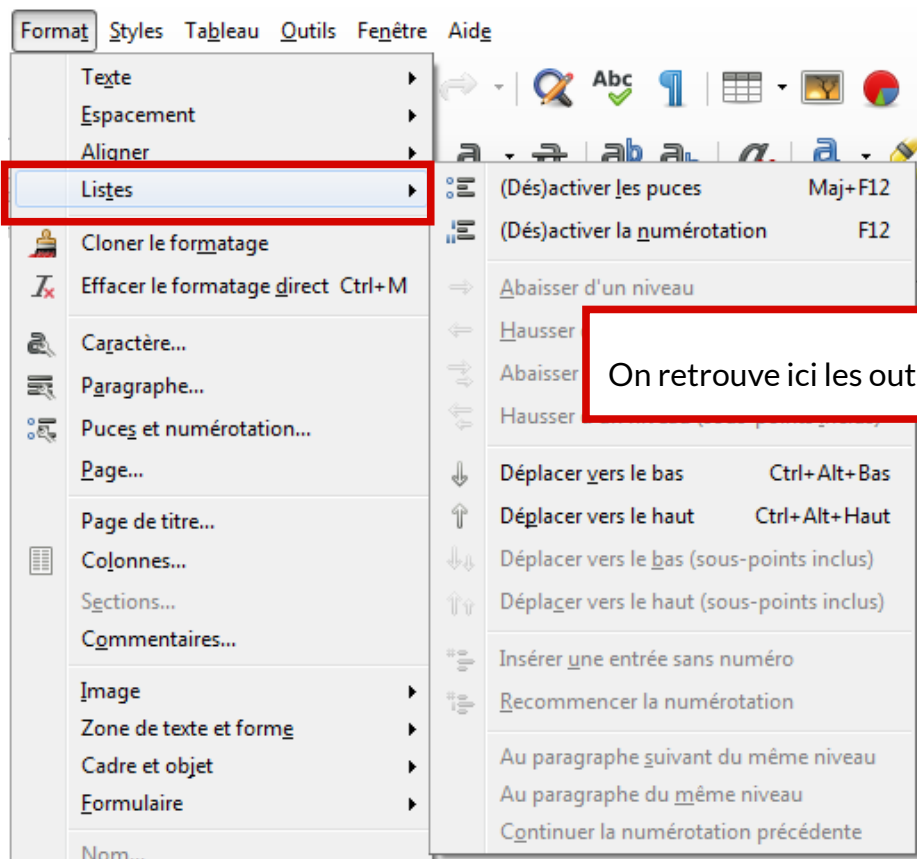 Format Styles Tableau Outils Fenêtre Aide
Texte
Espacement
Aligner
Listes
Cloner le formatage
Effacer le formatage direct Ctrl+M
Caractère...
Paragraphe...
Puces et numérotation...
Page...
Page de titre...
Colonnes...
Sections...
Commentaires...
Image
Zone de texte et forme
Cadre et objet
Formulaire
Nom...
Abc
(Dés)activer les puces Maj+F12
(Dés)activer la numérotation F12
Abaisser d'un niveau
Hausser
Abaisser
Hausser
On retrouve ici les out
Déplacer vers le bas Ctrl+Alt+Bas
Déplacer vers le haut Ctrl+Alt+Haut
Déplacer vers le bas (sous-points inclus)
Déplacer vers le haut (sous-points inclus)
Insérer une entrée sans numéro
Recommencer la numérotation
Au paragraphe suivant du même niveau
Au paragraphe du même niveau
Continuer la numérotation précédente